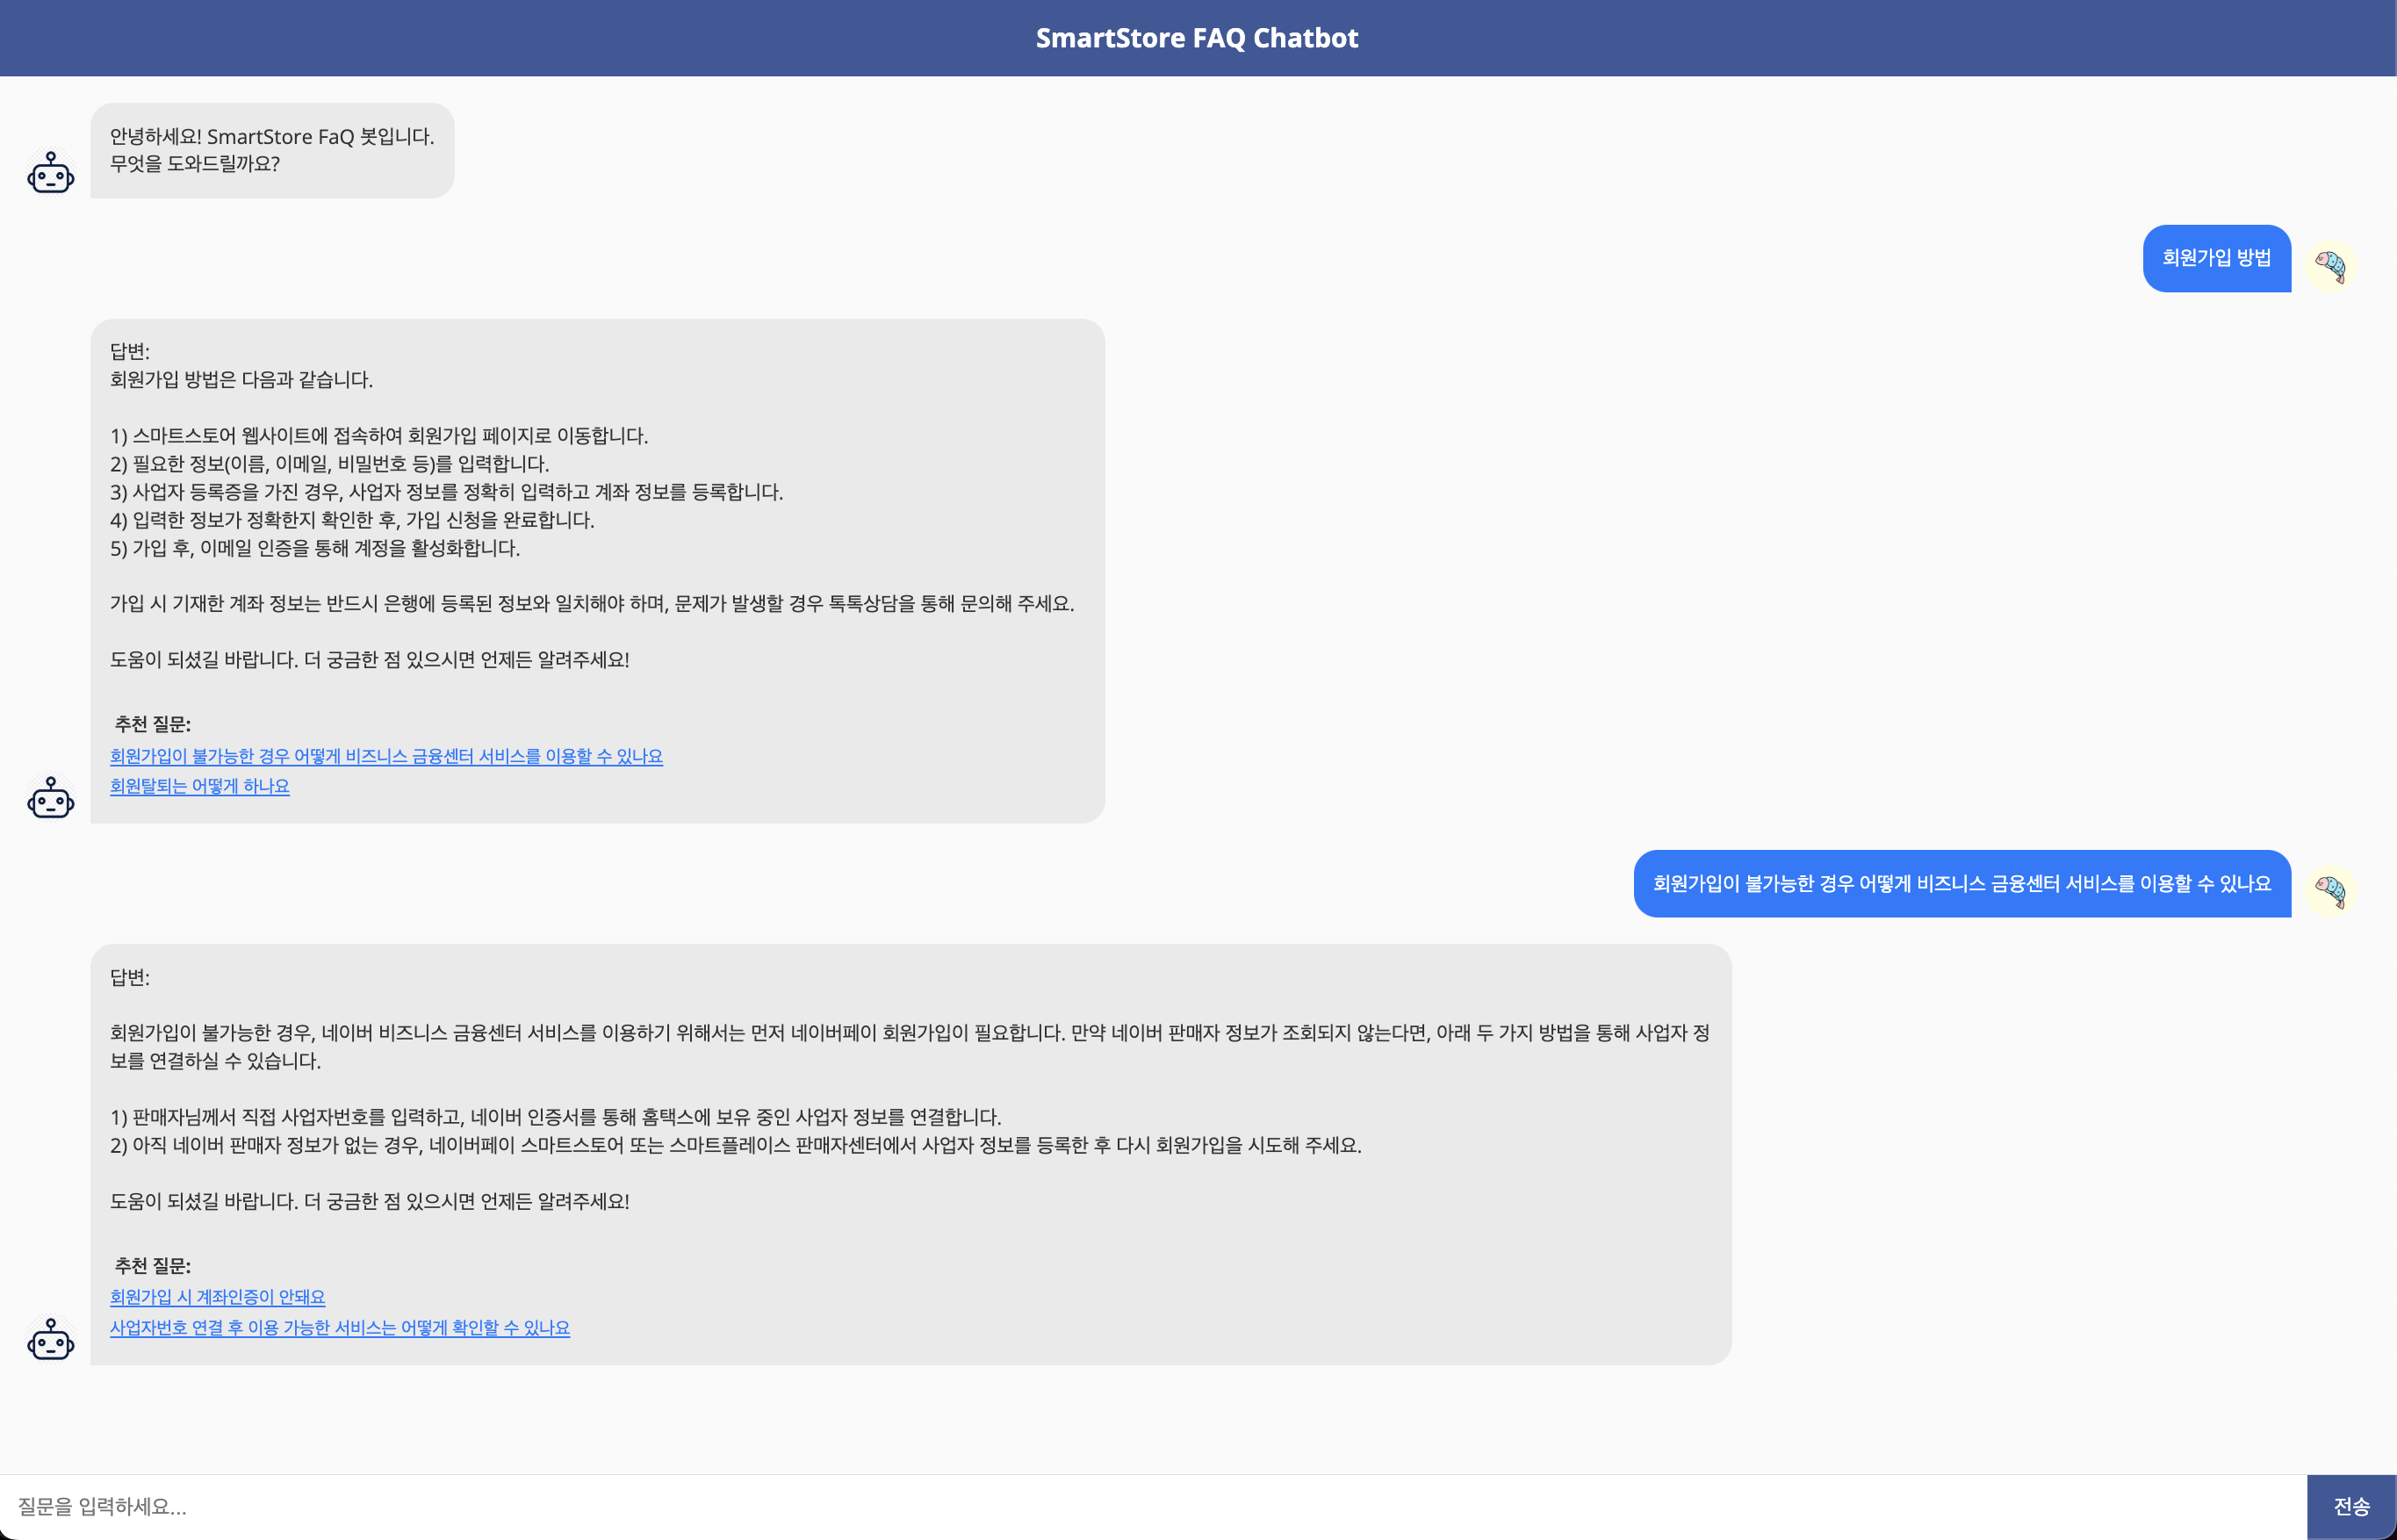 SmartStore FAQ Chatbot
안녕하세요! SmartStore FaQ 봇입니다.
무엇을 도와드릴까요?
회원가입 방법
답변:
회원가입 방법은 다음과 같습니다.
1) 스마트스토어 웹사이트에 접속하여 회원가입 페이지로 이동합니다.
2) 필요한 정보(이름, 이메일, 비밀번호 등)를 입력합니다.
3) 사업자 등록증을 가진 경우, 사업자 정보를 정확히 입력하고 계좌 정보를 등록합니다.
4) 입력한 정보가 정확한지 확인한 후, 가입 신청을 완료합니다.
5) 가입 후, 이메일 인증을 통해 계정을 활성화합니다.
가입 시 기재한 계좌 정보는 반드시 은행에 등록된 정보와 일치해야 하며, 문제가 발생할 경우 톡톡상담을 통해 문의해 주세요.
도움이 되셨길 바랍니다. 더 궁금한 점 있으시면 언제든 알려주세요!
추천 질문:
회원가입이 불가능한 경우 어떻게 비즈니스 금융센터 서비스를 이용할 수 있나요
회원탈퇴는 어떻게 하나요
회원가입이 불가능한 경우 어떻게 비즈니스 금융센터 서비스를 이용할 수 있나요
답변:
회원가입이 불가능한 경우, 네이버 비즈니스 금융센터 서비스를 이용하기 위해서는 먼저 네이버페이 회원가입이 필요합니다. 만약 네이버 판매자 정보가 조회되지 않는다면, 아래 두 가지 방법을 통해 사업자 정
보를 연결하실 수 있습니다.
1) 판매자님께서 직접 사업자번호를 입력하고, 네이버 인증서를 통해 홈택스에 보유 중인 사업자 정보를 연결합니다.
2) 아직 네이버 판매자 정보가 없는 경우, 네이버페이 스마트스토어 또는 스마트플레이스 판매자센터에서 사업자 정보를 등록한 후 다시 회원가입을 시도해 주세요.
도움이 되셨길 바랍니다. 더 궁금한 점 있으시면 언제든 알려주세요!
추천 질문:
회원가입 시 계좌인증이 안돼요
사업자번호 연결 후 이용 가능한 서비스는 어떻게 확인할 수 있나요
질문을 입력하세요...
전송